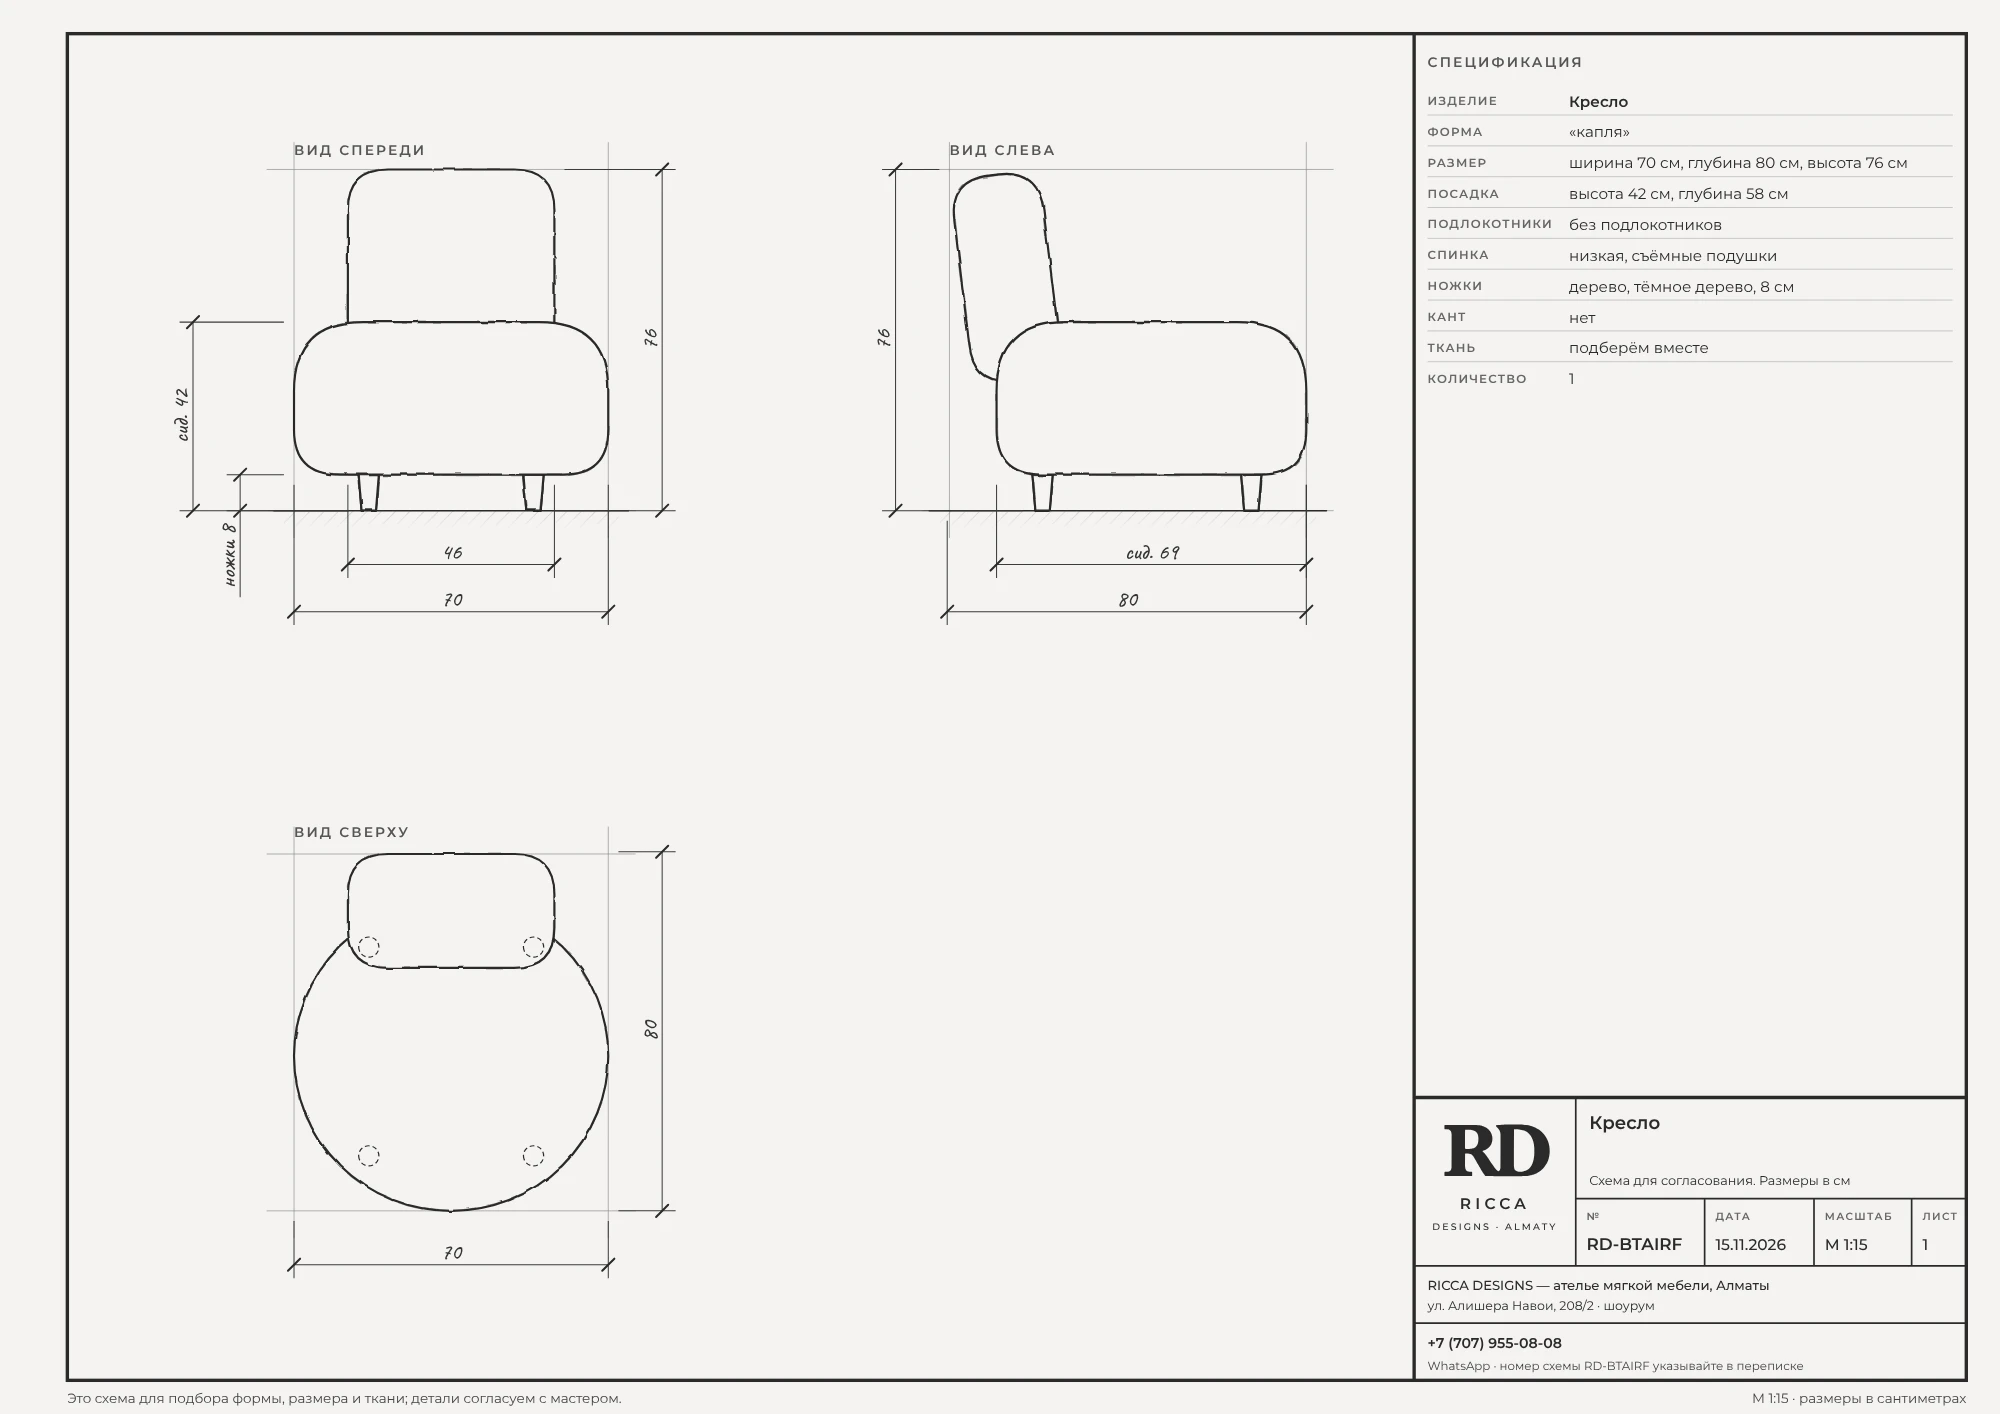 ВИД СПЕРЕДИ
76
сид. 42
ножки 8
46
70
ВИД СЛЕВА
76
сид. 69
80
ВИД СВЕРХУ
80
70
СПЕЦИФИКАЦИЯ
ИЗДЕЛИЕ Кресло
ФОРМА «капля»
РАЗМЕР ширина 70 см, глубина 80 см, высота 76 см
ПОСАДКА высота 42 см, глубина 58 см
ПОДЛОКОТНИКИ без подлокотников
СПИНКА низкая, съёмные подушки
НОЖКИ дерево, тёмное дерево, 8 см
КАНТ нет
ТКАНЬ подберём вместе
КОЛИЧЕСТВО 1
RD
RICCA
DESIGNS · ALMATY
Кресло
Схема для согласования. Размеры в см
№ ДАТА МАСШТАБ ЛИСТ
RD-BTAIRF 15.11.2026 М 1:15 1
RICCA DESIGNS — ателье мягкой мебели, Алматы
ул. Алишера Навои, 208/2 · шоурум
+7 (707) 955-08-08
WhatsApp · номер схемы RD-BTAIRF указывайте в переписке
Это схема для подбора формы, размера и ткани; детали согласуем с мастером.
М 1:15 · размеры в сантиметрах